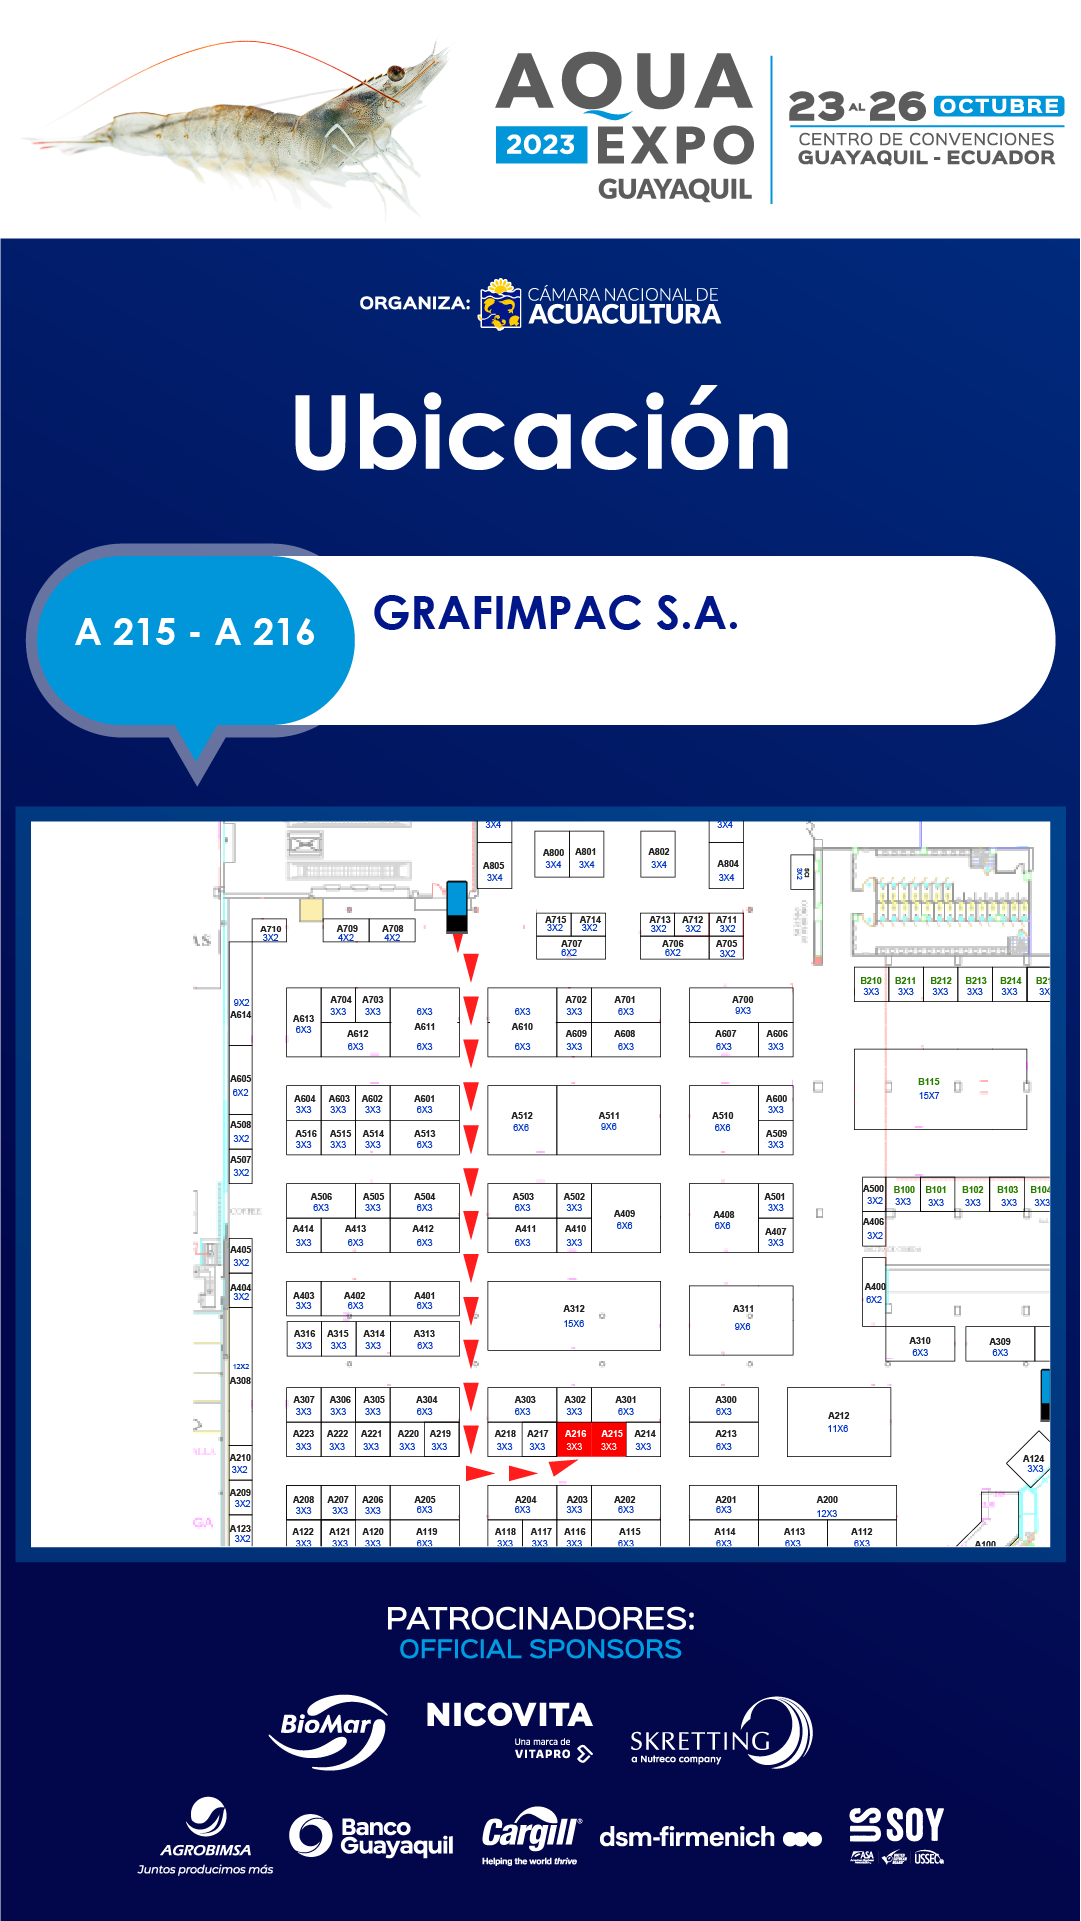 AQUA
2023 EXPO
GUAYAQUIL
23 AL 26 OCTUBRE
CENTRO DE CONVENCIONES
GUAYAQUIL - ECUADOR
ORGANIZA: CÁMARA NACIONAL DE
ACUACULTURA
Ubicación
A 215 - A 216
GRAFIMPAC S.A.
3X4 3X4
A805 A800 A801 A802 A804
3X4 3X4 3X4 3X4 3X4
A710 A709 A708 A715 A714 A713 A712 A711
3X2 4X2 4X2 3X2 3X2 3X2 3X2 3X2
A707 A706 A705
6X2 6X2 3X2
B210 B211 B212 B213 B214
3X3 3X3 3X3 3X3 3X3
9X2
A614
A613 A704 A703 6X3 6X3 A702 A701 A700
6X3 3X3 3X3 A611 A610 3X3 6X3 9X3
A612 A609 A608 A607 A606
6X3 6X3 6X3 3X3 6X3 6X3 3X3
A605
6X2
B115
15X7
A604 A603 A602 A601 A512 A511 A510 A600
3X3 3X3 3X3 6X3 6X6 9X6 6X6 3X3
A508
3X2
A516 A515 A514 A513 A509
3X3 3X3 3X3 6X3 3X3
A507
3X2
A506 A505 A504 A503 A502 A409 A408 A501
6X3 3X3 6X3 6X3 3X3 6X6 6X6 3X3
A500 B100 B101 B102 B103 B104
3X2 3X3 3X3 3X3 3X3 3X3
COFFEE
A414 A413 A412 A411 A410 A407 A406
3X3 6X3 6X3 6X3 3X3 3X3 3X2
A405
3X2
A404
3X2
A403 A402 A401 A312 A311 A400
3X3 6X3 6X3 15X6 9X6 6X2
A316 A315 A314 A313 A310 A309
3X3 3X3 3X3 6X3 6X3 6X3
12X2
A308
A307 A306 A305 A304 A303 A302 A301 A300 A212
3X3 3X3 3X3 6X3 6X3 3X3 6X3 6X3 11X6
A223 A222 A221 A220 A219 A218 A217 A216 A215 A214 A213
3X3 3X3 3X3 3X3 3X3 3X3 3X3 3X3 3X3 3X3 6X3
A210
3X2
A124
3X3
A209
3X2
A208 A207 A206 A205 A204 A203 A202 A201 A200
3X3 3X3 3X3 6X3 6X3 3X3 6X3 6X3 12X3
A123
3X2
A122 A121 A120 A119 A118 A117 A116 A115 A114 A113 A112 A100
3X3 3X3 3X3 6X3 3X3 3X3 3X3 6X3 6X3 6X3 6X3
PATROCINADORES:
OFFICIAL SPONSORS
BioMar
NICOVITA
Una marca de
VITAPRO
SKRETTING
a Nutreco company
AGROBIMSA
Juntos producimos más
Banco
Guayaquil
Cargill®
Helping the world thrive
dsm-firmenich
US SOY
ASA
USSEC